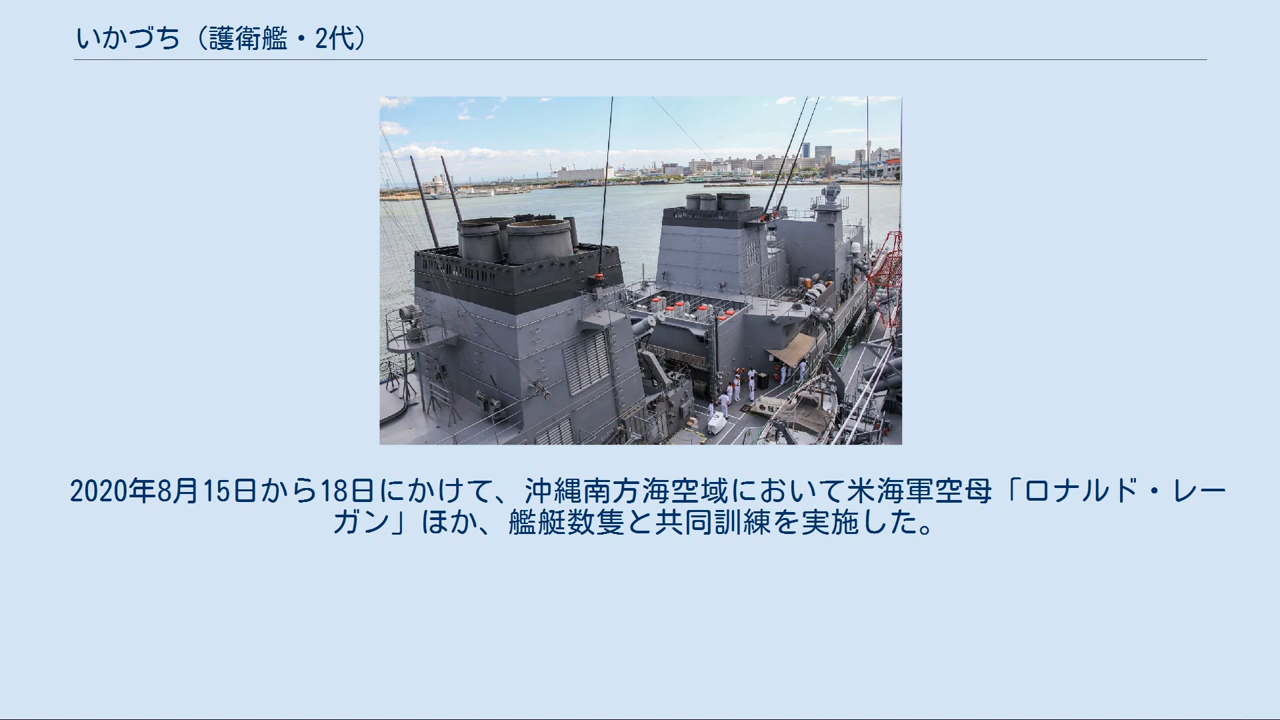 いかづち（護衛艦・2代）
2020年8月15日から18日にかけて、沖縄南方海空域において米海軍空母「ロナルド・レー
ガン」ほか、艦艇数隻と共同訓練を実施した。